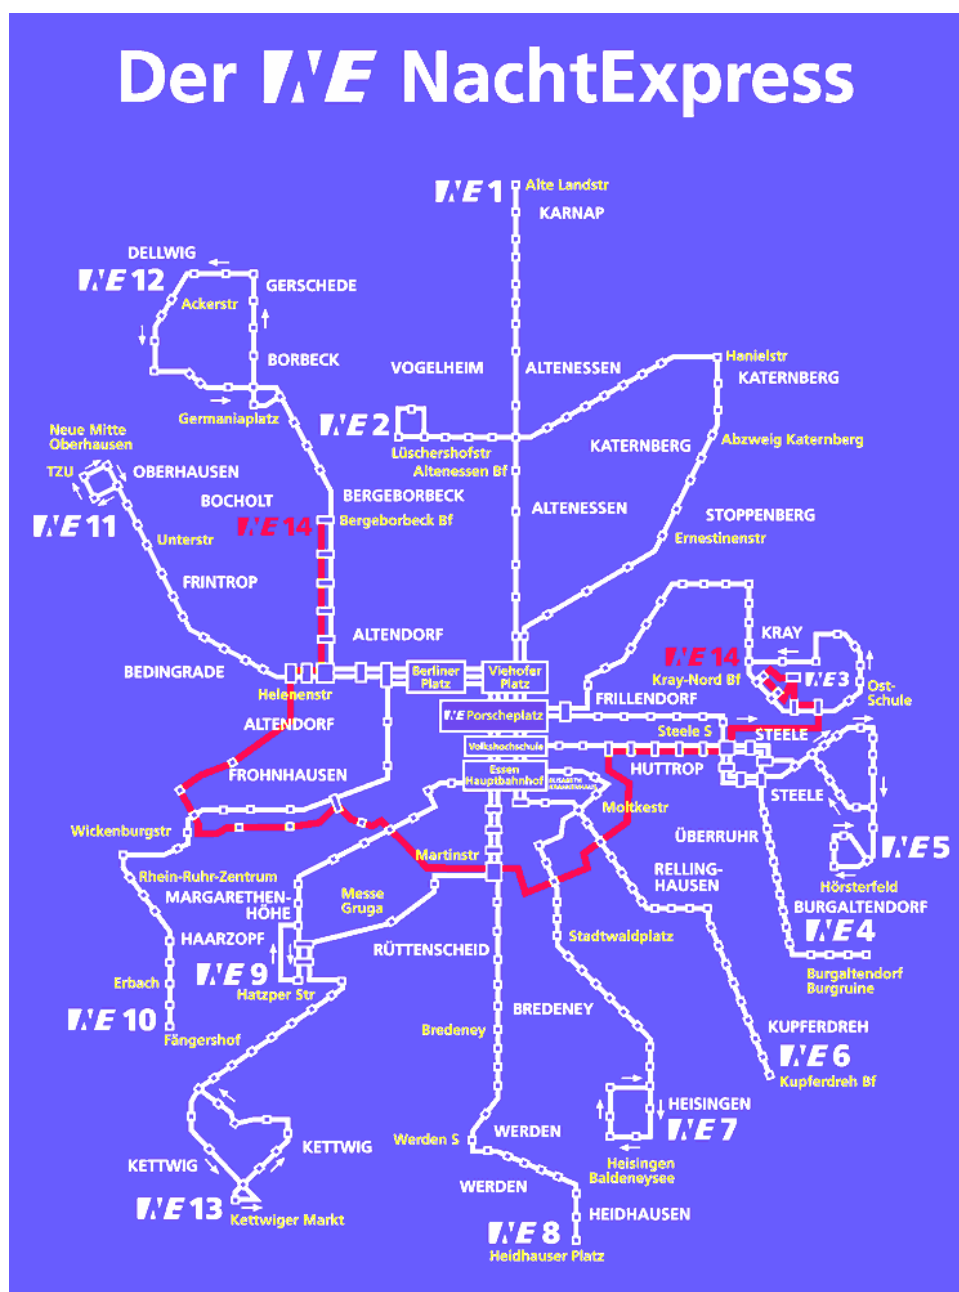 Der NE NachtExpress
NE 1
Alte Landstr
KARNAP
DELLWIG
NE 12
GERSCHEDE
Ackerstr
BORBECK
VOGELHEIM
ALTENESSEN
Hanielstr
KATERNBERG
Germaniaplatz
NE 2
Neue Mitte
Oberhausen
KATERNBERG
Abzweig Katernberg
Lüschershofstr
TZU
OBERHAUSEN
Altenessen Bf
BOCHOLT
BERGEBORBECK
ALTENESSEN
STOPPENBERG
NE 11
NE 14
Bergeborbeck Bf
Unterstr
Ernestinenstr
FRINTROP
ALTENDORF
KRAY
NE 14
BEDINGRADE
Berliner
Platz
Viehofer
Platz
Kray-Nord Bf
NE 3
Helenenstr
FRILLENDORF
Ost-
Schule
ALTENDORF
NE Porscheplatz
Steele S
STEELE
Volkshochschule
FROHNHAUSEN
Essen
Hauptbahnhof
HUTTROP
ELISABETH
KRANKENHAUS
STEELE
Moltkestr
Wickenburgstr
ÜBERRUHR
NE 5
Martinstr
Rhein-Ruhr-Zentrum
RELLING-
HAUSEN
Hörsterfeld
MARGARETHEN-
HÖHE
Messe
Gruga
BURGALTENDORF
NE 4
HAARZOPF
RÜTTENSCHEID
Stadtwaldplatz
NE 9
Burgaltendorf
Burgruine
Erbach
Hatzper Str
NE 10
BREDENEY
Bredeney
KUPFERDREH
Fängershof
NE 6
Kupferdreh Bf
HEISINGEN
NE 7
WERDEN
Werden S
KETTWIG
KETTWIG
Heisingen
Baldeneysee
WERDEN
NE 13
Kettwiger Markt
HEIDHAUSEN
NE 8
Heidhauser Platz